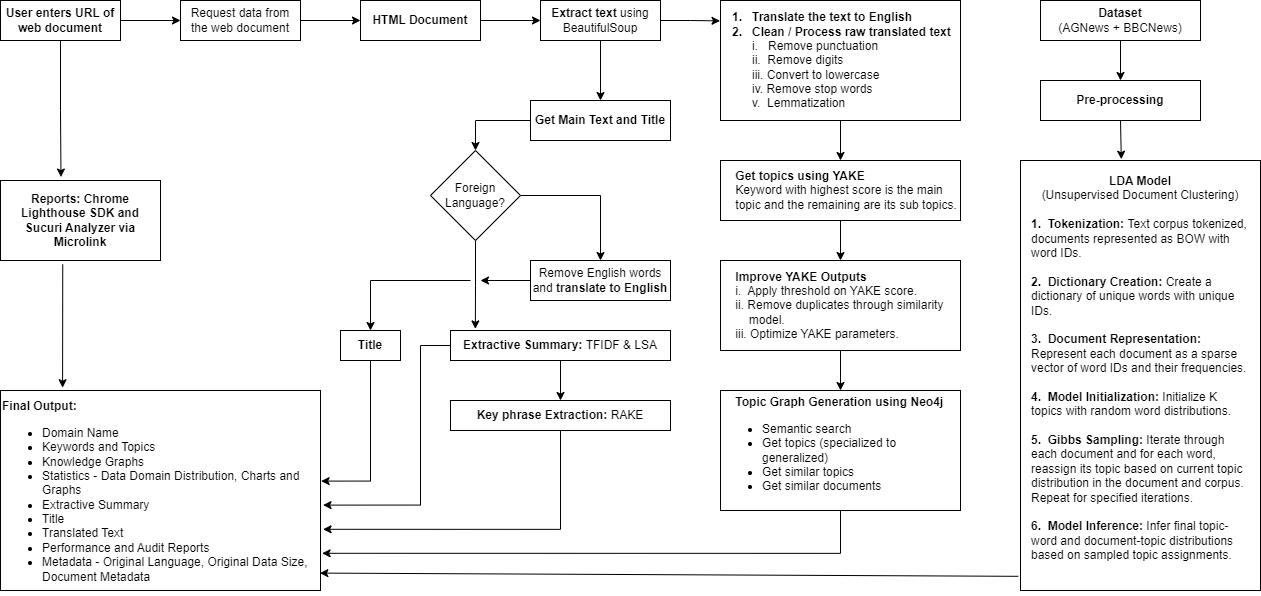 User enters URL of
web document
Request data from
the web document
HTML Document
Extract text using
BeautifulSoup
1. Translate the text to English
2. Clean / Process raw translated text
i. Remove punctuation
ii. Remove digits
iii. Convert to lowercase
iv. Remove stop words
v. Lemmatization
Dataset
(AGNews + BBCNews)
Pre-processing
Get Main Text and Title
Foreign
Language?
Remove English words
and translate to English
Reports: Chrome
Lighthouse SDK and
Sucuri Analyzer via
Microlink
Get topics using YAKE
Keyword with highest score is the main
topic and the remaining are its sub topics.
Improve YAKE Outputs
i. Apply threshold on YAKE score.
ii. Remove duplicates through similarity
model.
iii. Optimize YAKE parameters.
Title
Extractive Summary: TFIDF & LSA
Key phrase Extraction: RAKE
Topic Graph Generation using Neo4j
• Semantic search
• Get topics (specialized to
generalized)
• Get similar topics
• Get similar documents
LDA Model
(Unsupervised Document Clustering)
1. Tokenization: Text corpus tokenized,
documents represented as BOW with
word IDs.
2. Dictionary Creation: Create a
dictionary of unique words with unique
IDs.
3. Document Representation:
Represent each document as a sparse
vector of word IDs and their frequencies.
4. Model Initialization: Initialize K
topics with random word distributions.
5. Gibbs Sampling: Iterate through
each document and for each word,
reassign its topic based on current topic
distribution in the document and corpus.
Repeat for specified iterations.
6. Model Inference: Infer final topic-
word and document-topic distributions
based on sampled topic assignments.
Final Output:
• Domain Name
• Keywords and Topics
• Knowledge Graphs
• Statistics - Data Domain Distribution, Charts and
Graphs
• Extractive Summary
• Title
• Translated Text
• Performance and Audit Reports
• Metadata - Original Language, Original Data Size,
Document Metadata